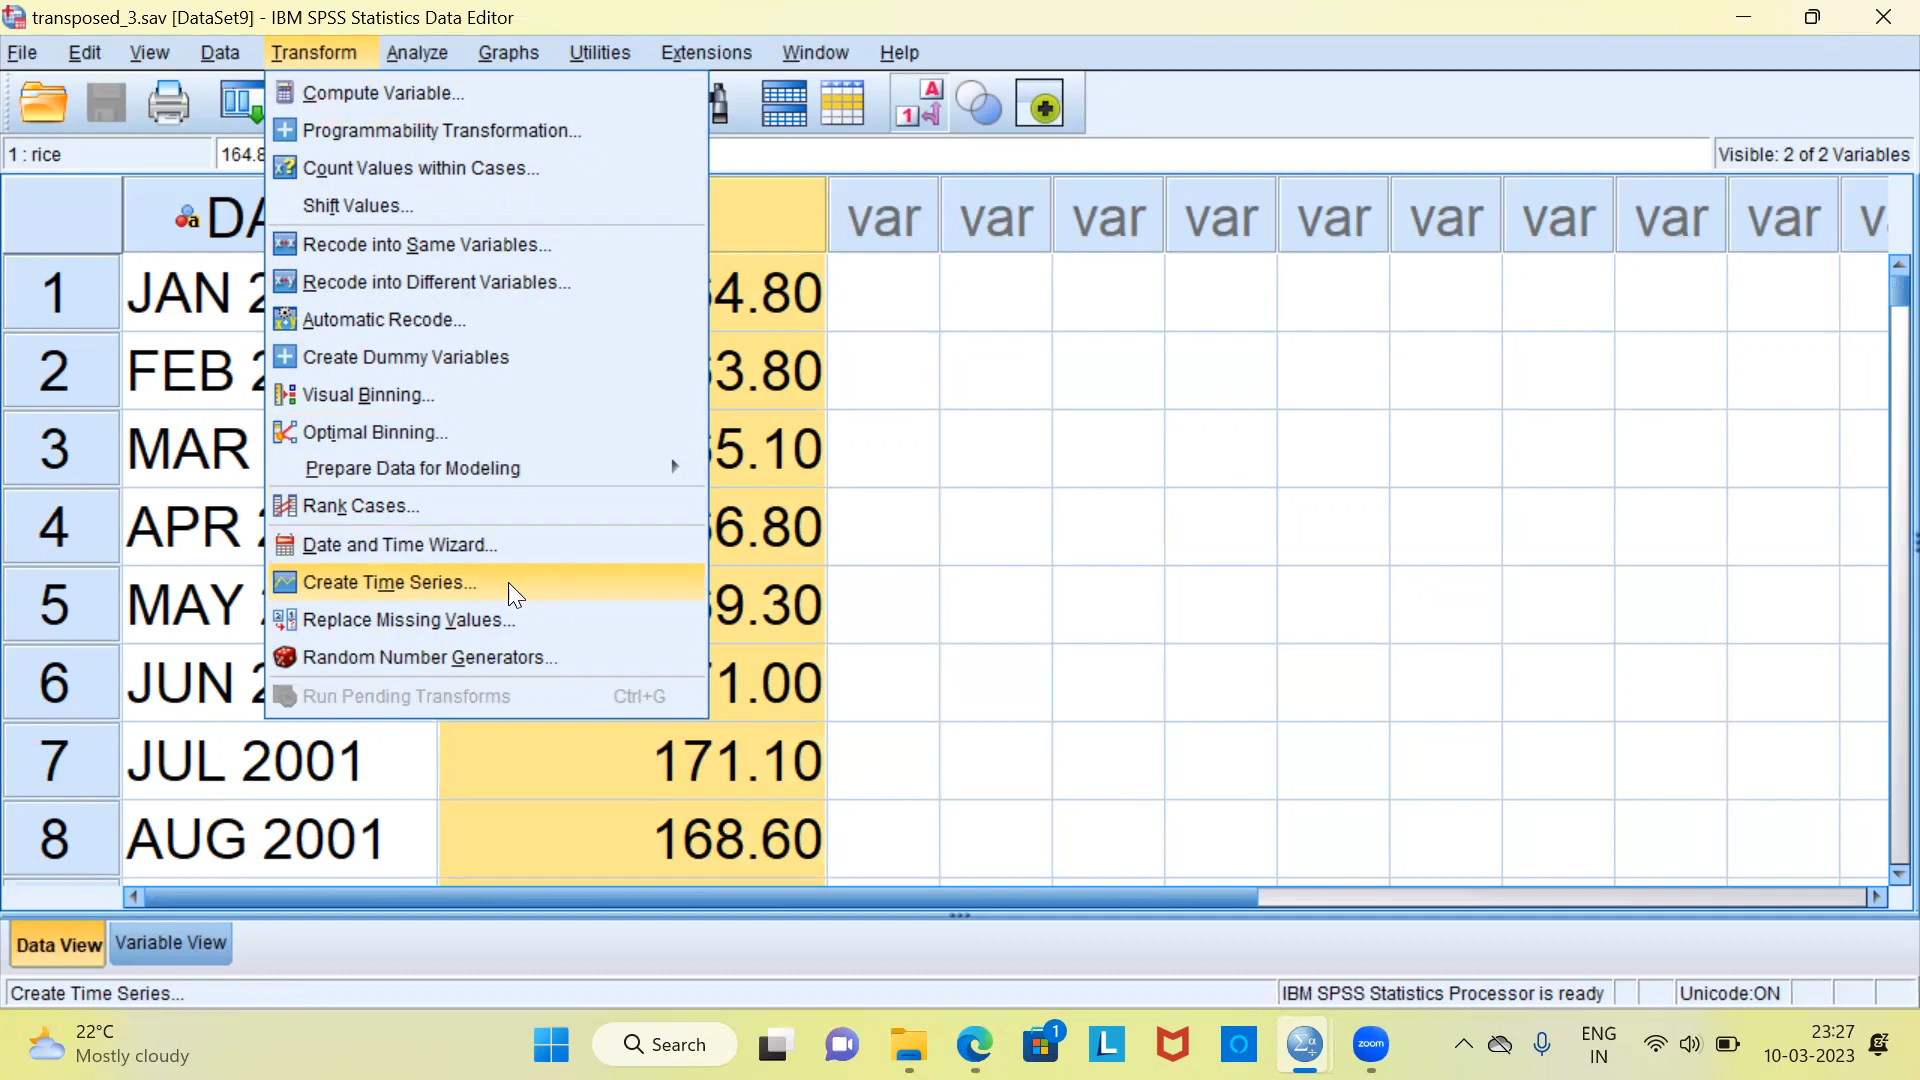 transposed_3.sav [DataSet9] - IBM SPSS Statistics Data Editor
File Edit View Data Transform Analyze Graphs Utilities Extensions Window Help
Compute Variable...
Programmability Transformation...
Count Values within Cases...
Shift Values...
Recode into Same Variables...
Recode into Different Variables...
Automatic Recode...
Create Dummy Variables
Visual Binning...
Optimal Binning...
Prepare Data for Modeling
Rank Cases...
Date and Time Wizard...
Create Time Series...
Replace Missing Values...
Random Number Generators...
Run Pending Transforms Ctrl+G
A
1
1 : rice 164.8 Visible: 2 of 2 Variables
DA var var var var var var var var var va
1 JAN 2 4.80
2 FEB 2 3.80
3 MAR 5.10
4 APR 6.80
5 MAY 9.30
6 JUN 2 1.00
7 JUL 2001 171.10
8 AUG 2001 168.60
Data View Variable View
Create Time Series... IBM SPSS Statistics Processor is ready Unicode:ON
22°C
Mostly cloudy
Search
1
L
Σα
zoom
ENG
IN
23:27
10-03-2023